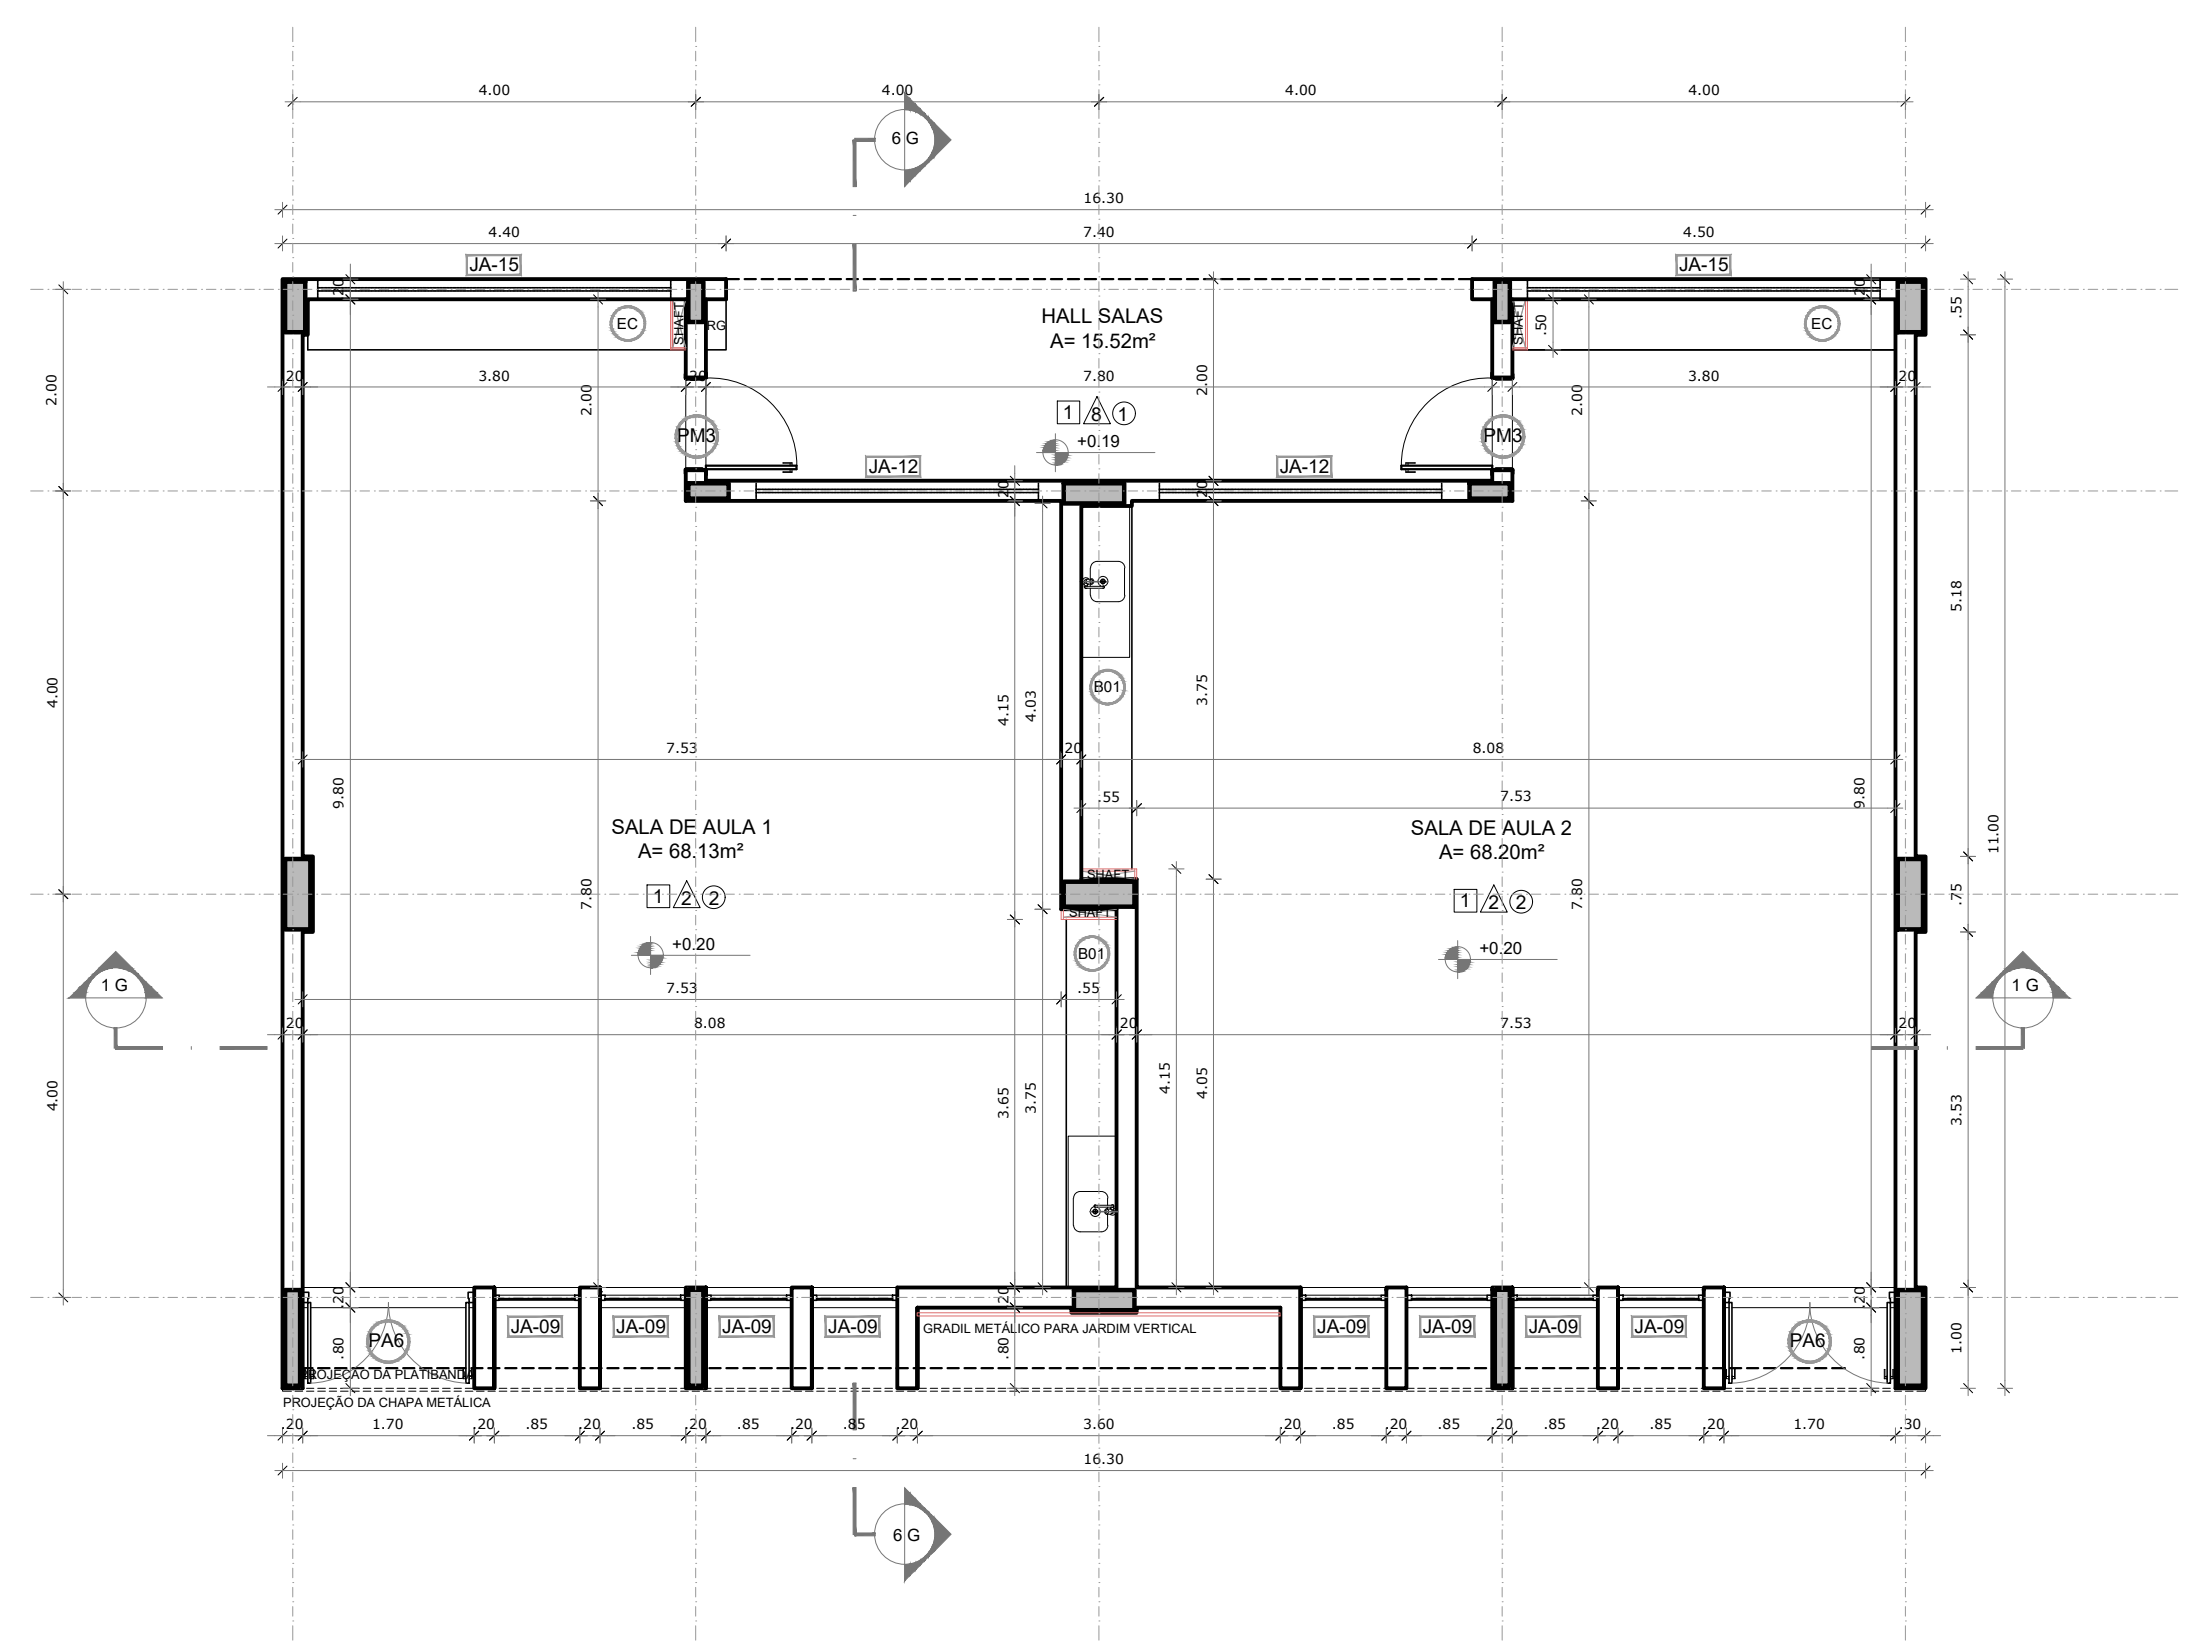 4.00 4.00 4.00 4.00
6 G
16.30
4.40 7.40 4.50
JA-15 JA-15
.20 .20
EC SHAFT RG HALL SALAS SHAFT .50 EC .55
A= 15.52m²
2.00 .20 3.80 .20 2.00 7.80 2.00 2.00 3.80 .20
1 8 1
PM3 +0.19 PM3
JA-12 JA-12
.20 .20
5.18
4.00 B01
4.15 4.03 3.75
7.53 .20 8.08
9.80 .55 7.53 9.80
SALA DE AULA 1 SALA DE AULA 2 11.00
A= 68.13m² A= 68.20m²
SHAFT
7.80 1 2 2 7.80 1 2 2 .75
SHAFT
+0.20 B01 +0.20
1 G 7.53 .55 1 G
.20 8.08 .20 7.53 .20
4.00 3.65 3.75 4.15 4.05 3.53
.20 .20 .20
PA6 JA-09 JA-09 JA-09 JA-09 GRADIL METÁLICO PARA JARDIM VERTICAL JA-09 JA-09 JA-09 JA-09 PA6 1.00
.80 .80 .80
PROJEÇÃO DA PLATIBANDA
PROJEÇÃO DA CHAPA METÁLICA
.20 1.70 .20 .85 .20 .85 .20 .85 .20 .85 .20 3.60 .20 .85 .20 .85 .20 .85 .20 .85 .20 1.70 .30
16.30
6 G